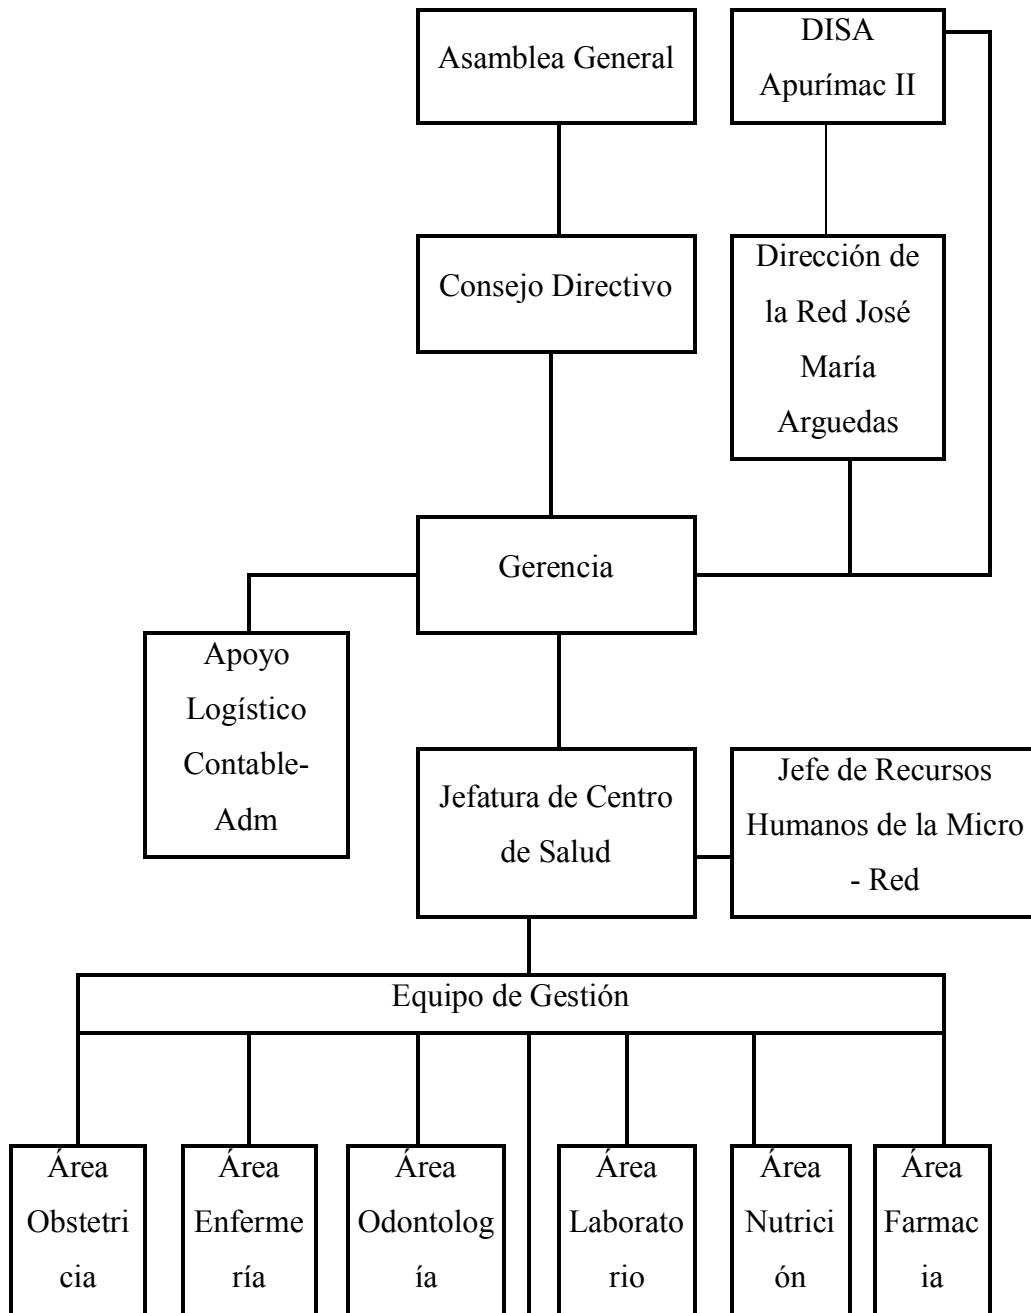 Asamblea General
DISA
Apurímac II
Consejo Directivo
Dirección de
la Red José
María
Arguedas
Gerencia
Apoyo
Logístico
Contable-
Adm
Jefatura de Centro
de Salud
Jefe de Recursos
Humanos de la Micro
- Red
Equipo de Gestión
Área
Obstetri
cia
Área
Enferme
ría
Área
Odontolog
ía
Área
Laborato
rio
Área
Nutrici
ón
Área
Farmac
ia